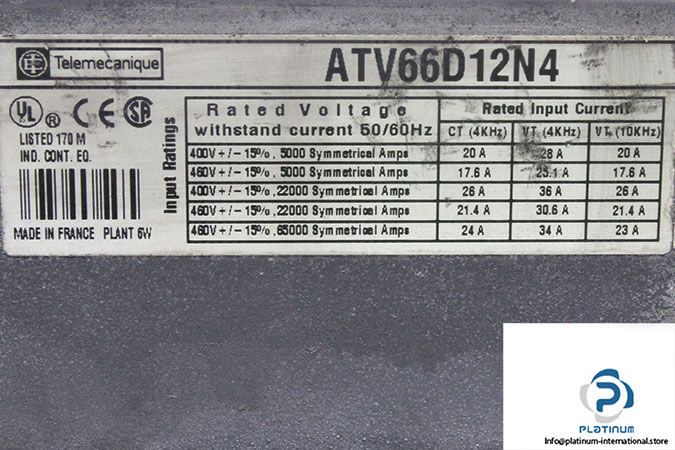 Telemecanique
ATV66D12N4
UL ® CE SA
LISTED 170 M
IND. CONT. EQ.
MADE IN FRANCE PLANT 6W
Input Ratings
Rated Voltage
withstand current 50/60Hz
Rated Input Current
CT (4KHz) VT (4KHz) VT (10KHz)
400V +/- 15%, 5000 Symmetrical Amps 20 A 28 A 20 A
460V +/- 15%, 5000 Symmetrical Amps 17.6 A 25.1 A 17.6 A
400V +/- 15%, 22000 Symmetrical Amps 26 A 36 A 26 A
460V +/- 15%, 22000 Symmetrical Amps 21.4 A 30.6 A 21.4 A
460V +/- 15%, 65000 Symmetrical Amps 24 A 34 A 23 A
PLATINUM
info@platinum-international.store